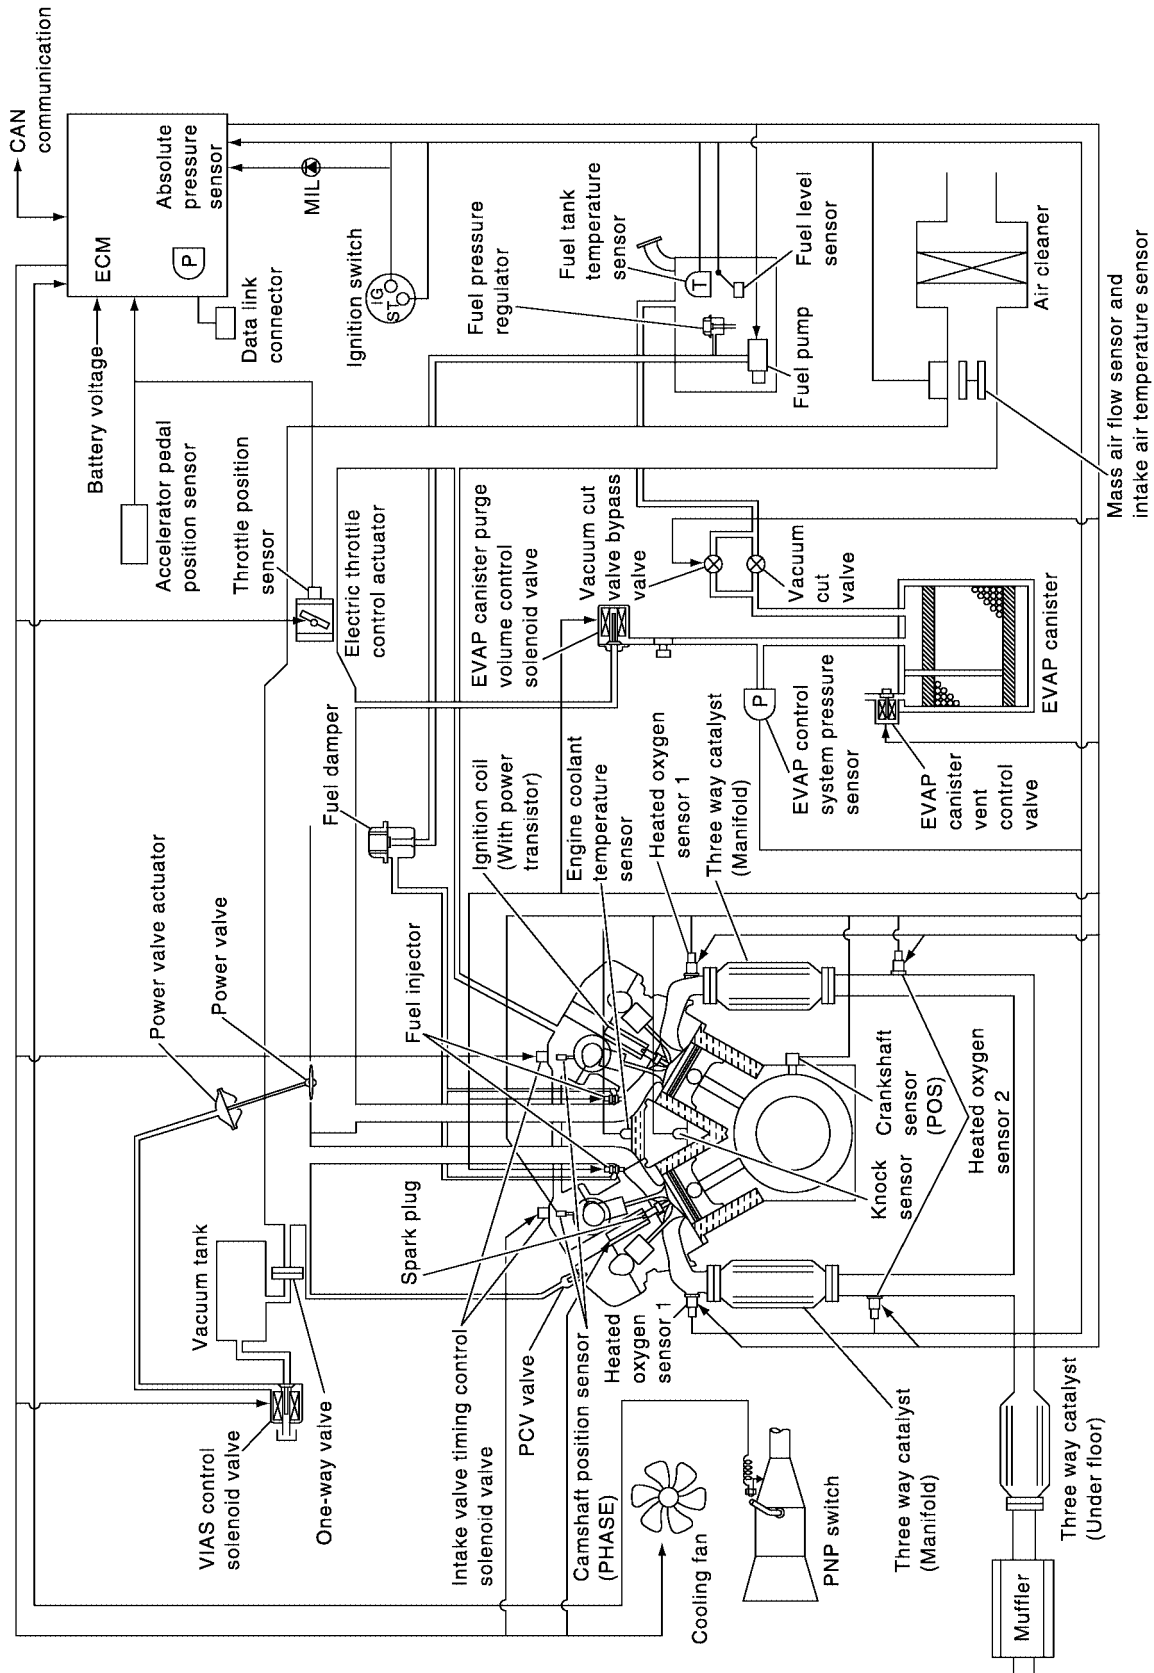 CAN
communication
ECM
Absolute
pressure
sensor
P
MIL
Battery voltage
Data link
connector
Ignition switch
IG
ST
Accelerator pedal
position sensor
Throttle position
sensor
Electric throttle
control actuator
Fuel pressure
regulator
Fuel tank
temperature
sensor
T
Fuel level
sensor
Fuel pump
Air cleaner
Mass air flow sensor and
intake air temperature sensor
EVAP canister purge
volume control
solenoid valve
Vacuum cut
valve bypass
valve
Vacuum
cut
valve
EVAP canister
P
EVAP control
system pressure
sensor
EVAP
canister
vent
control
valve
Power valve actuator
Power valve
Fuel damper
Fuel injector
Ignition coil
(With power
transistor)
Engine coolant
temperature
sensor
Heated oxygen
sensor 1
Three way catalyst
(Manifold)
Vacuum tank
VIAS control
solenoid valve
One-way valve
Spark plug
Intake valve timing control
solenoid valve
PCV valve
Camshaft position sensor
(PHASE)
Heated
oxygen
sensor 1
Crankshaft
sensor
(POS)
Knock
sensor
Heated oxygen
sensor 2
Cooling fan
PNP switch
Three way catalyst
(Manifold)
Three way catalyst
(Under floor)
Muffler